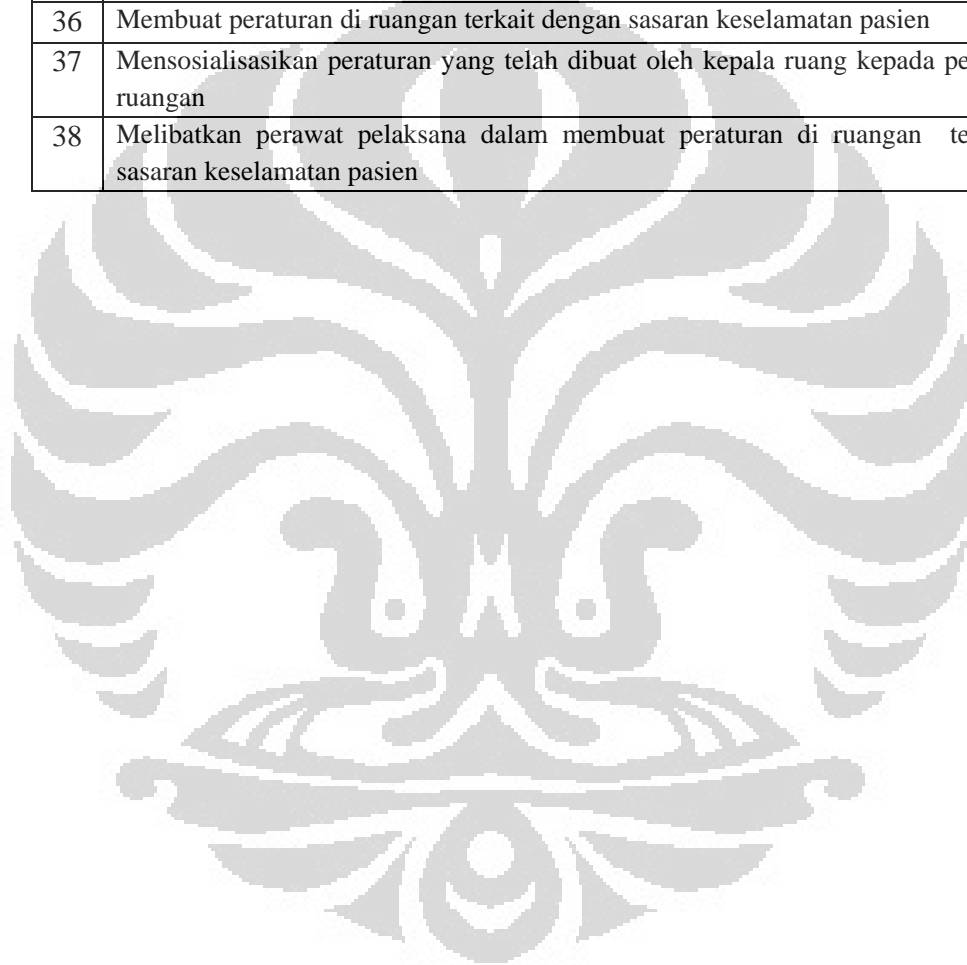 36 Membuat peraturan di ruangan terkait dengan sasaran keselamatan pasien
37 Mensosialisasikan peraturan yang telah dibuat oleh kepala ruang kepada pe
ruangan
38 Melibatkan perawat pelaksana dalam membuat peraturan di ruangan te
sasaran keselamatan pasien